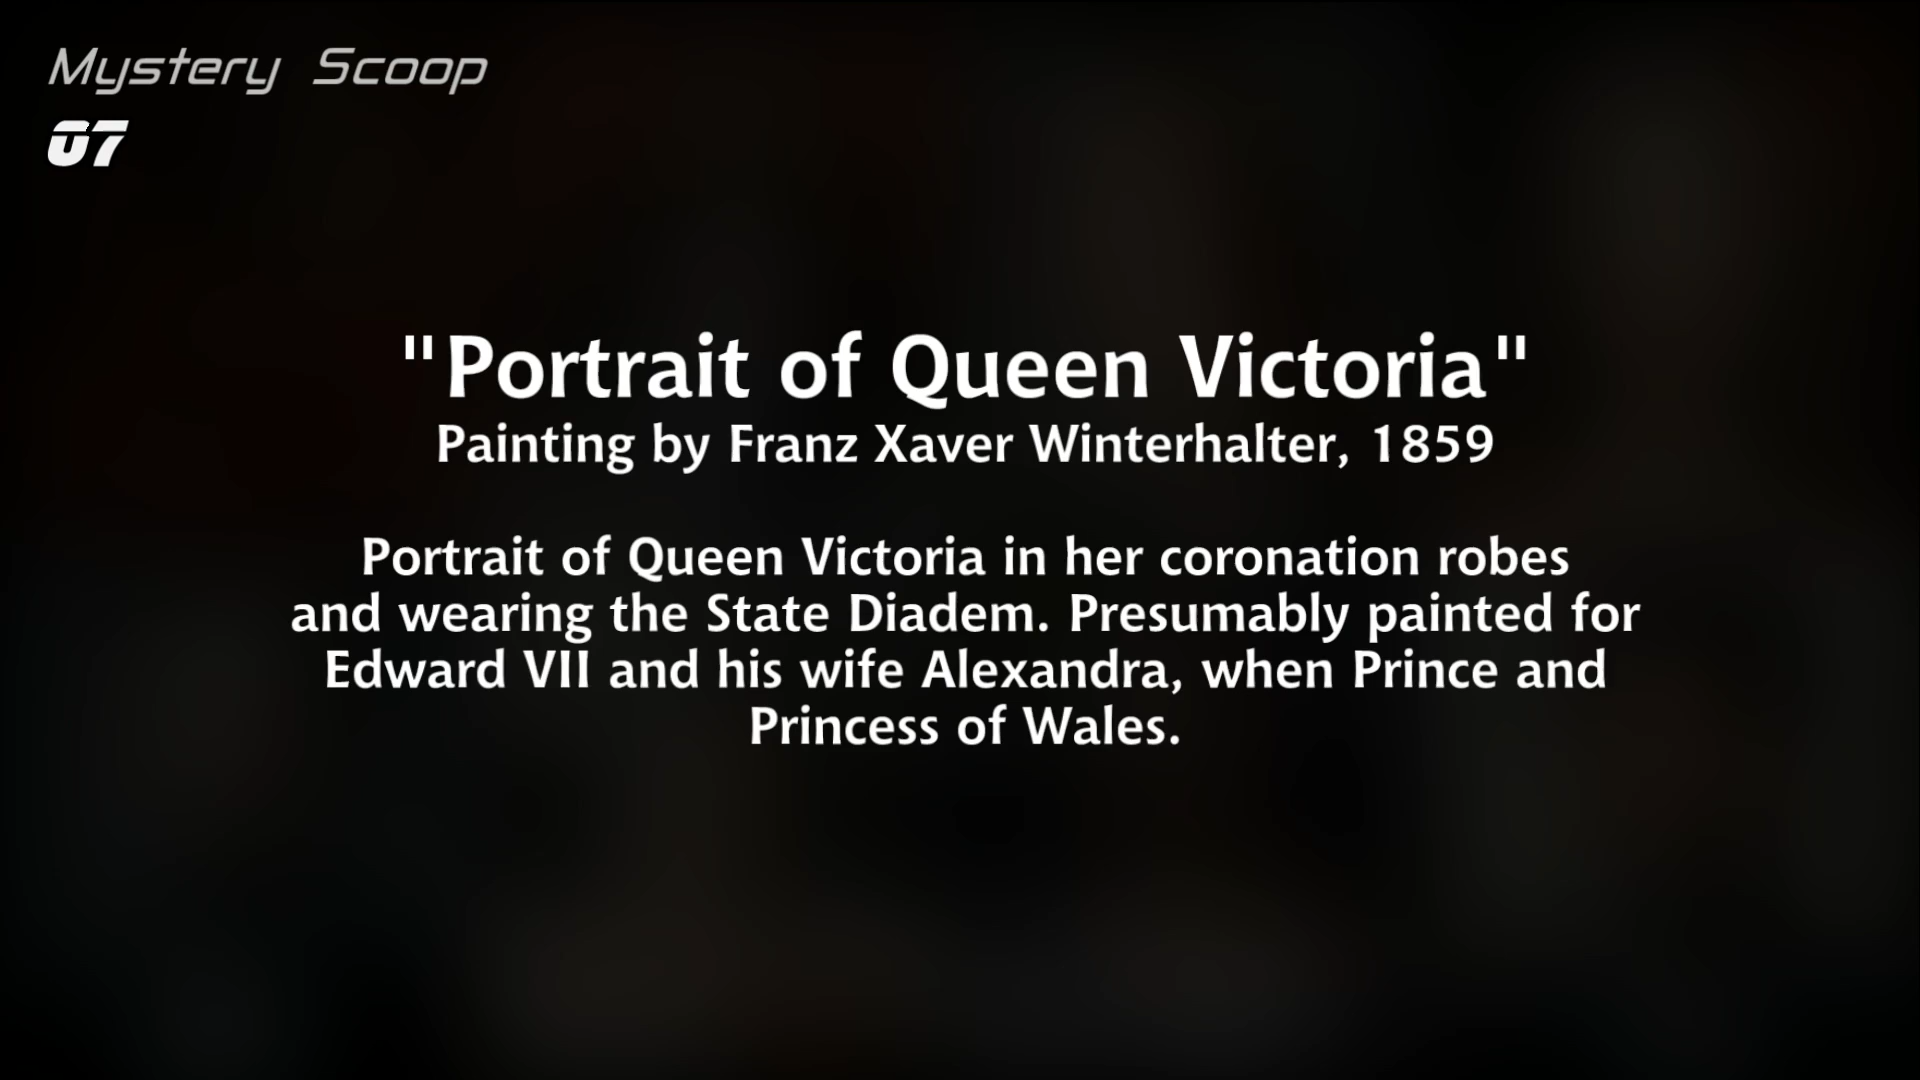 Mystery Scoop
07
"Portrait of Queen Victoria"
Painting by Franz Xaver Winterhalter, 1859
Portrait of Queen Victoria in her coronation robes
and wearing the State Diadem. Presumably painted for
Edward VII and his wife Alexandra, when Prince and
Princess of Wales.